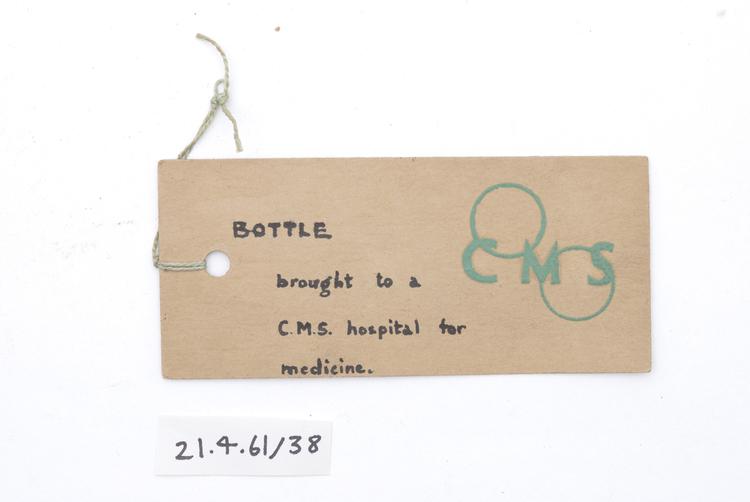 BOTTLE
brought to a
C.M.S. hospital for
medicine.
CMS
21.4.61/38